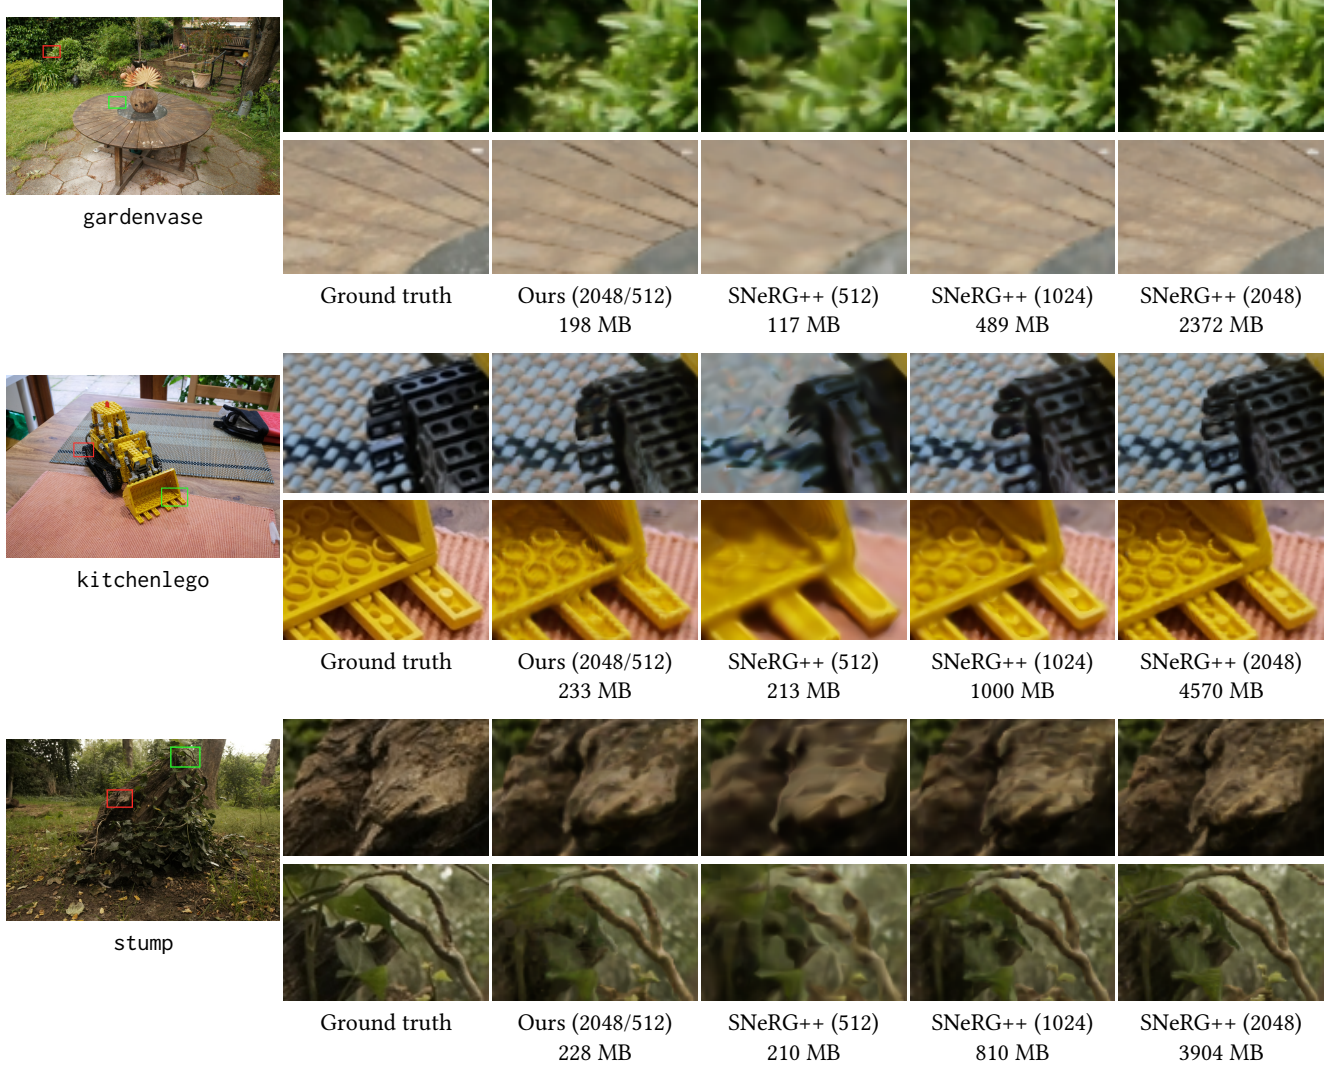 gardenvase
Ground truth
Ours (2048/512)
198 MB
SNeRG++ (512)
117 MB
SNeRG++ (1024)
489 MB
SNeRG++ (2048)
2372 MB
kitchenlego
Ground truth
Ours (2048/512)
233 MB
SNeRG++ (512)
213 MB
SNeRG++ (1024)
1000 MB
SNeRG++ (2048)
4570 MB
stump
Ground truth
Ours (2048/512)
228 MB
SNeRG++ (512)
210 MB
SNeRG++ (1024)
810 MB
SNeRG++ (2048)
3904 MB